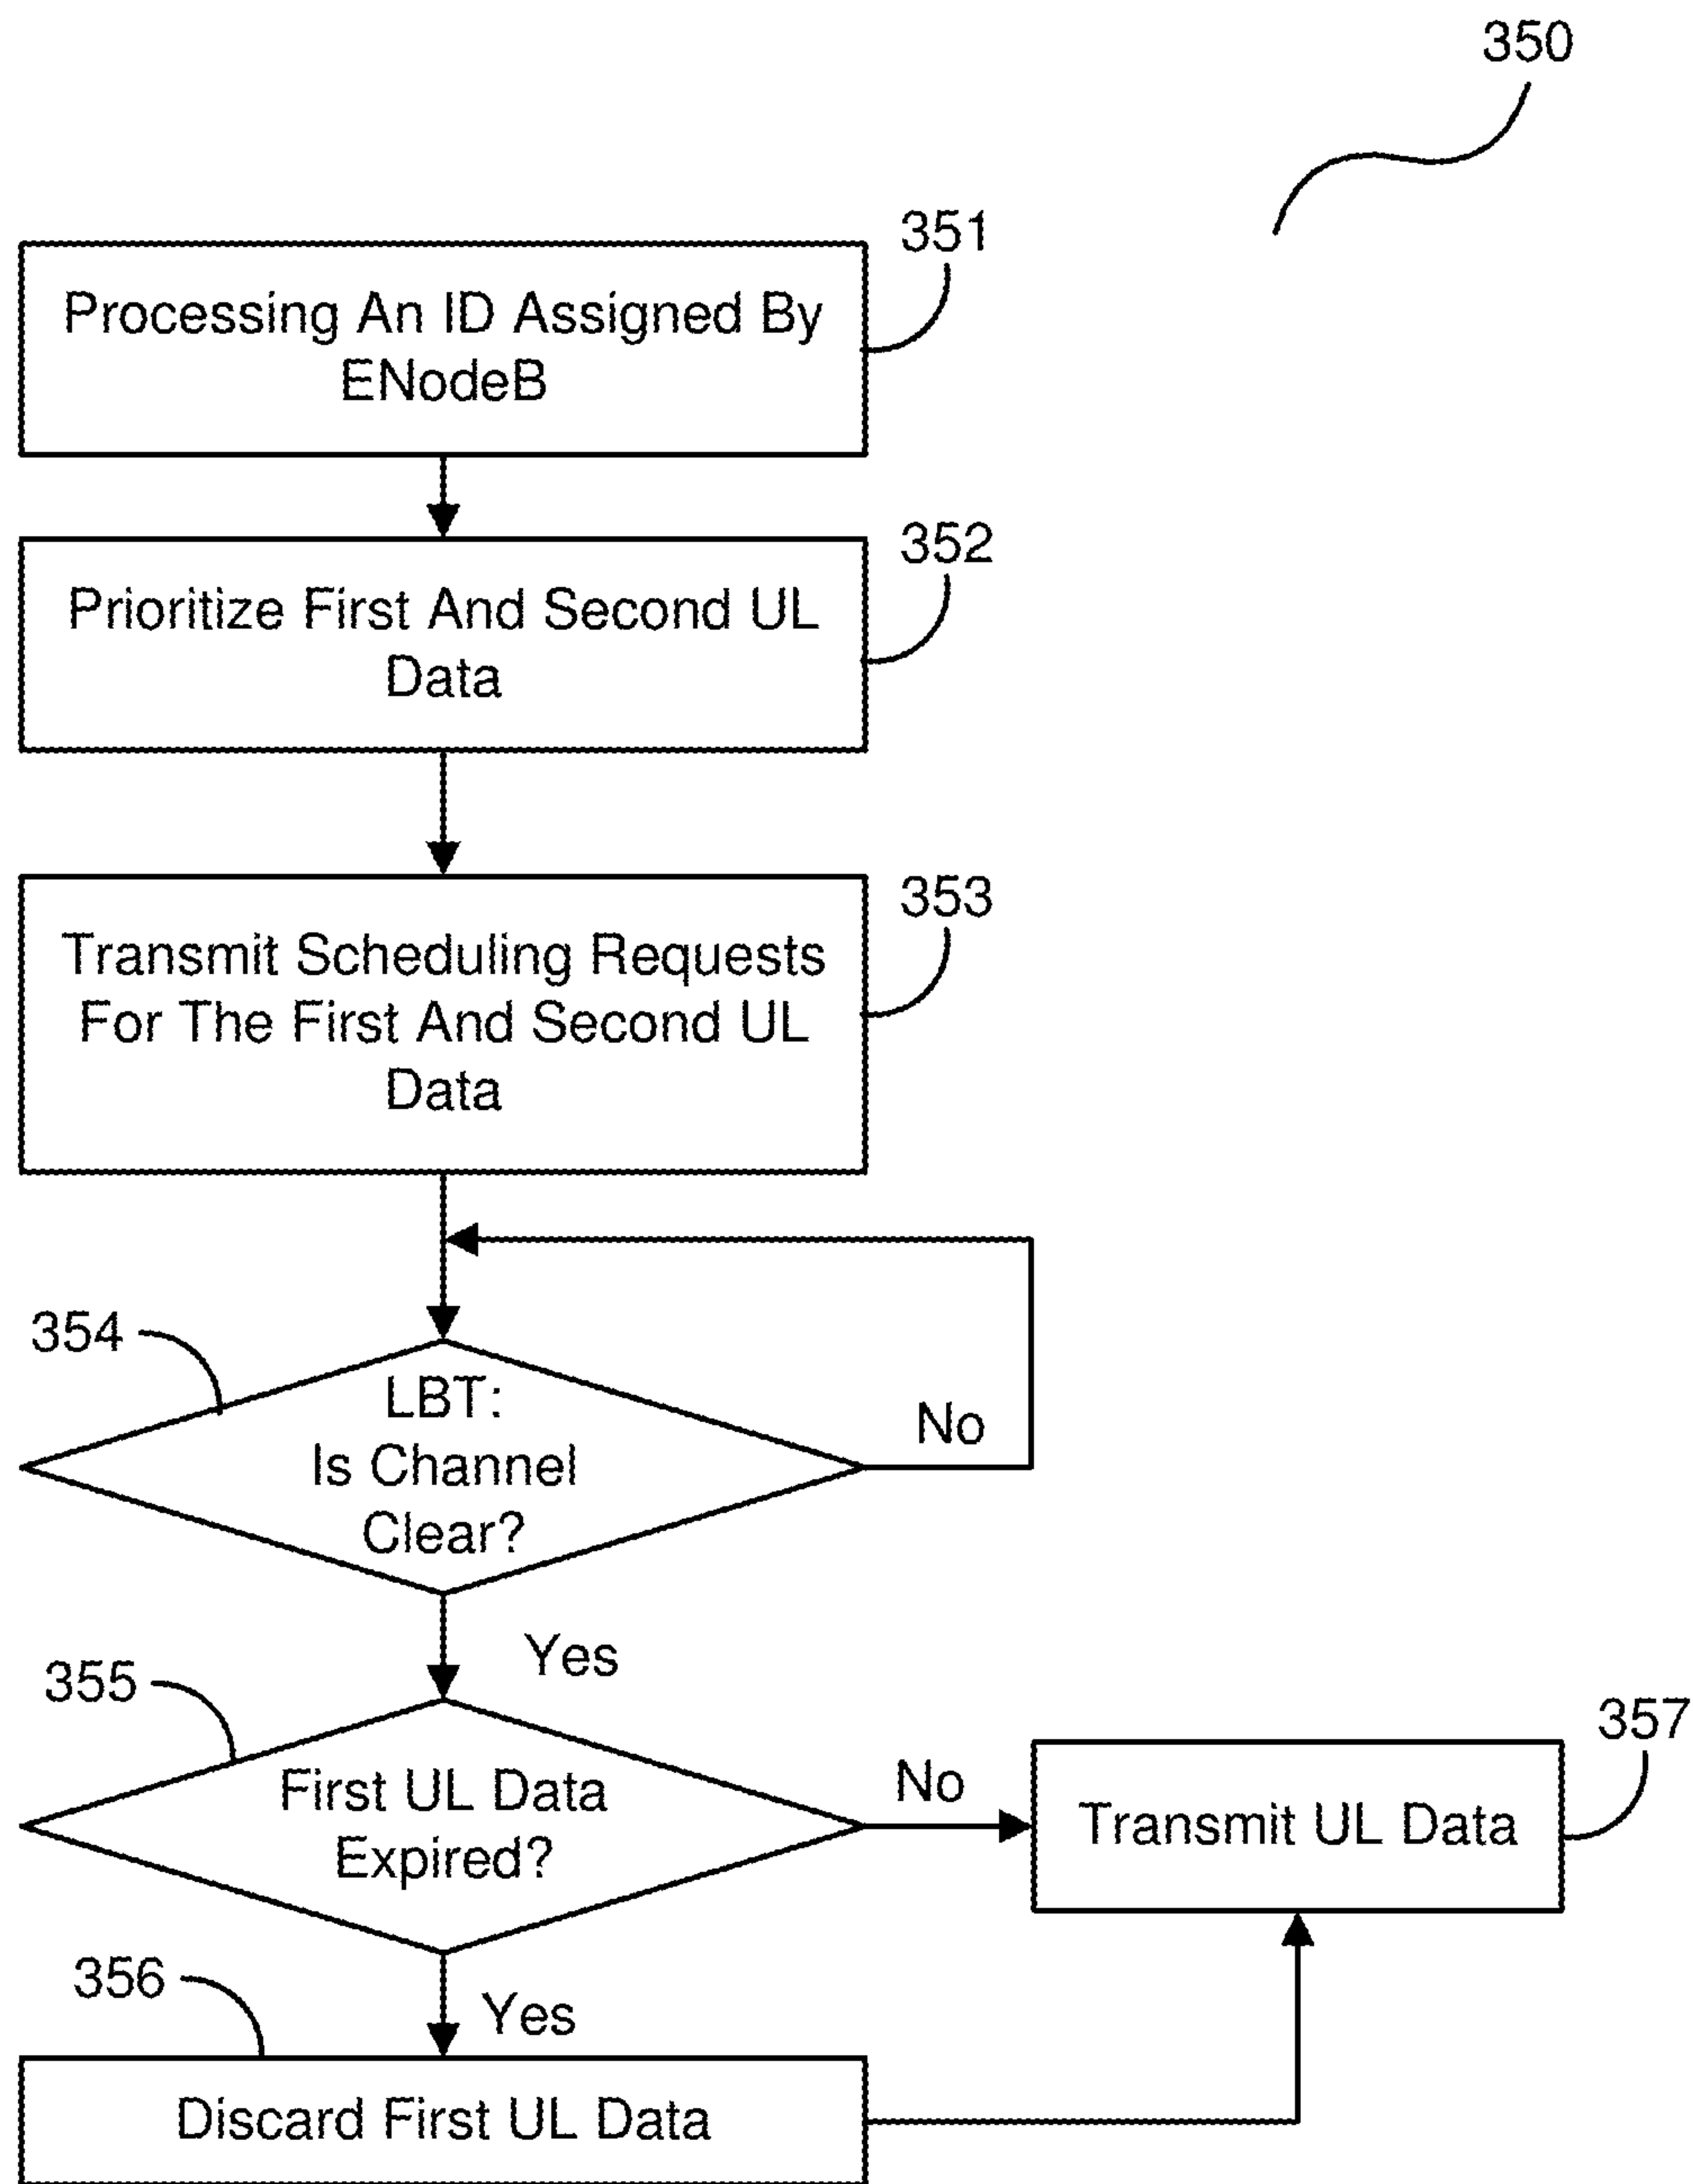 350
351
Processing An ID Assigned By
ENodeB
352
Prioritize First And Second UL
Data
353
Transmit Scheduling Requests
For The First And Second UL
Data
354
LBT:
Is Channel
Clear?
No
Yes
355
First UL Data
Expired?
No
357
Transmit UL Data
356
Yes
Discard First UL Data